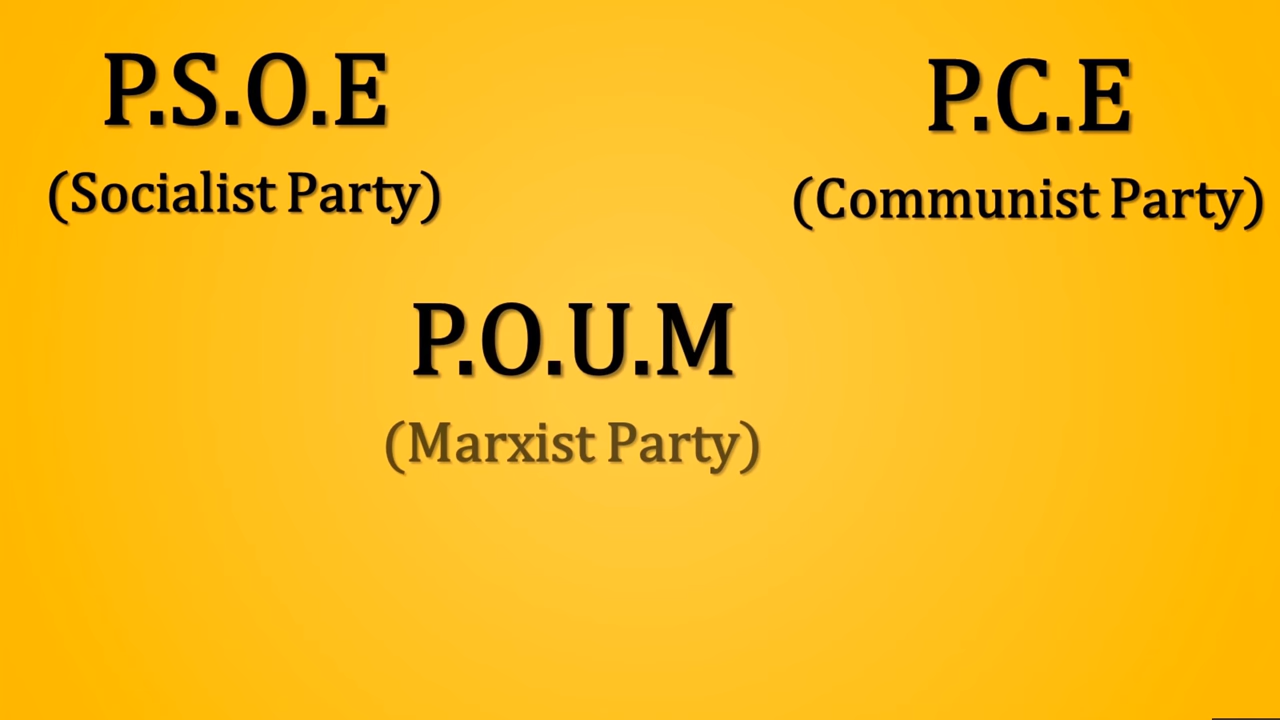 P.S.O.E
(Socialist Party)
P.C.E
(Communist Party)
P.O.U.M
(Marxist Party)